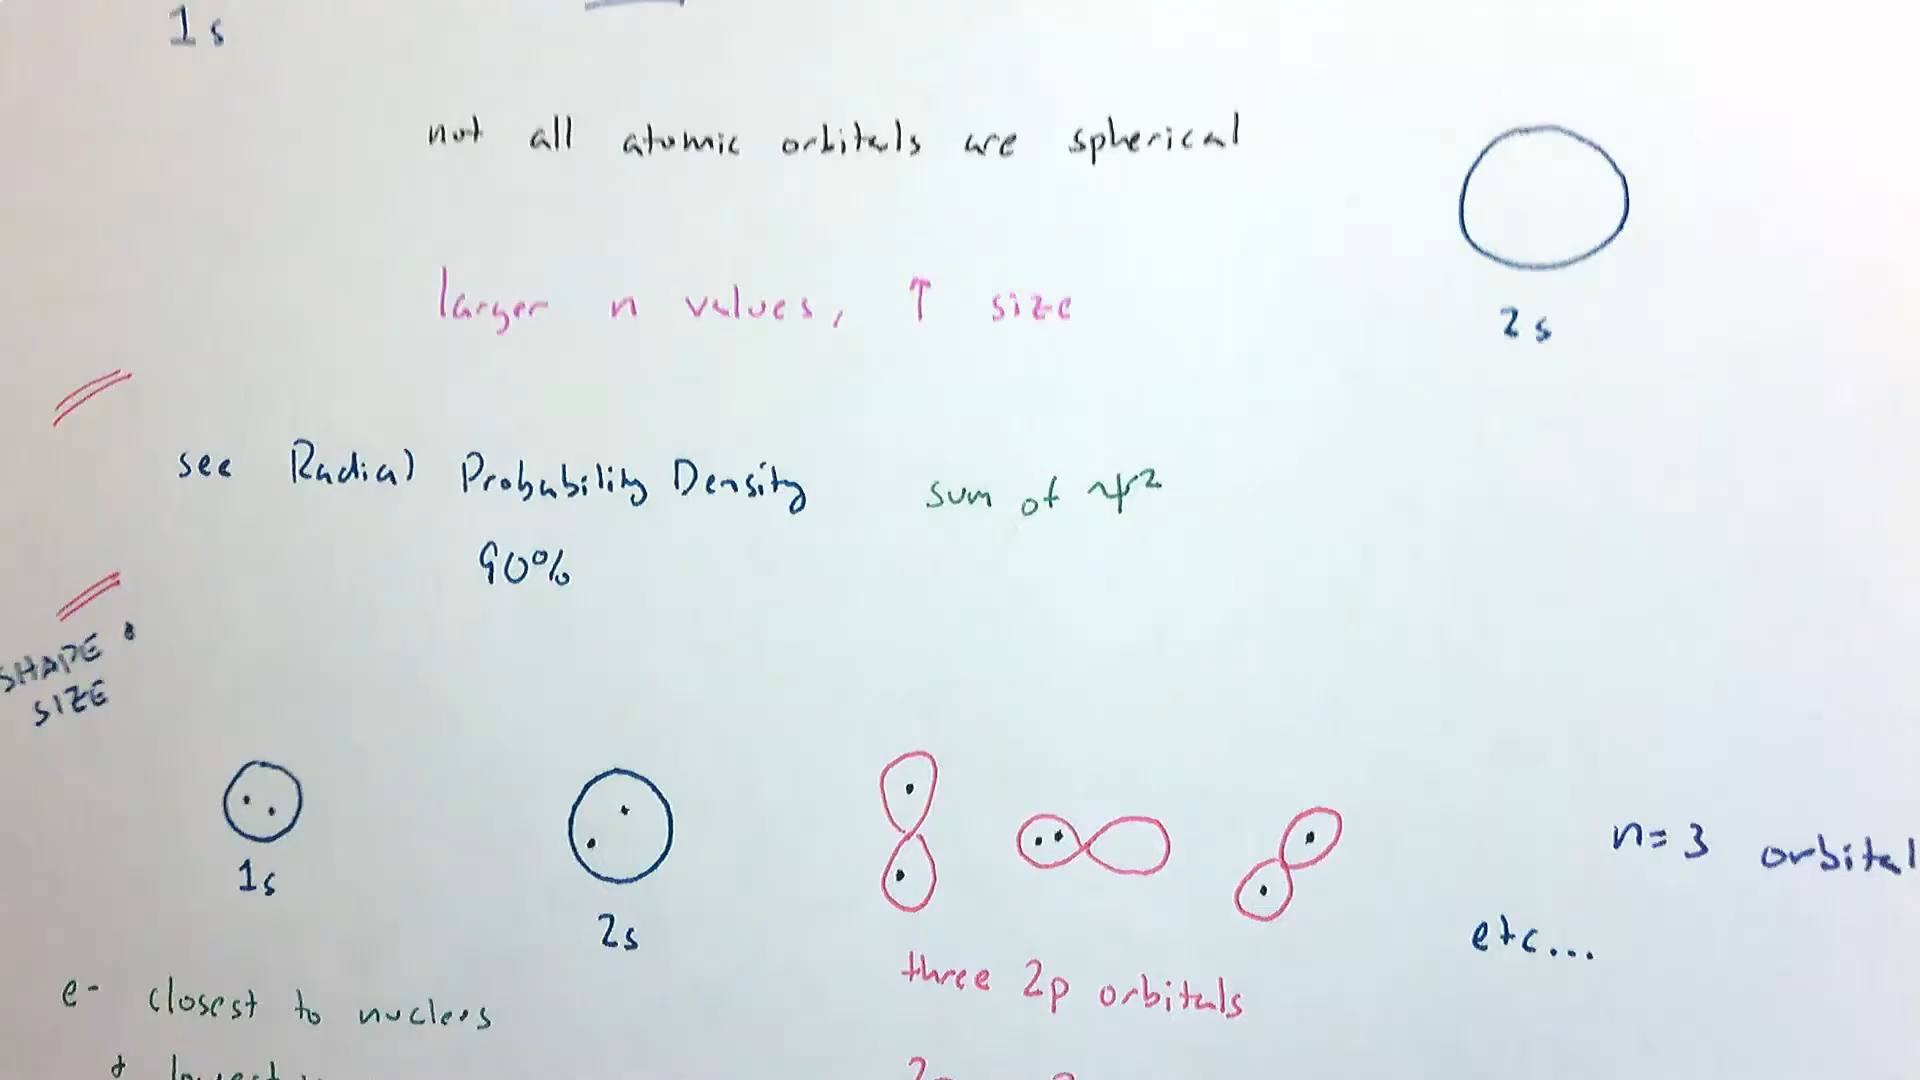 1s
not all atomic orbitals are spherical
larger n values, ↑ size
2s
see Radial Probability Density sum of ψ²
90%
SHAPE
SIZE
1s
2s
three 2p orbitals
n=3 orbital
etc...
e- closest to nucleus